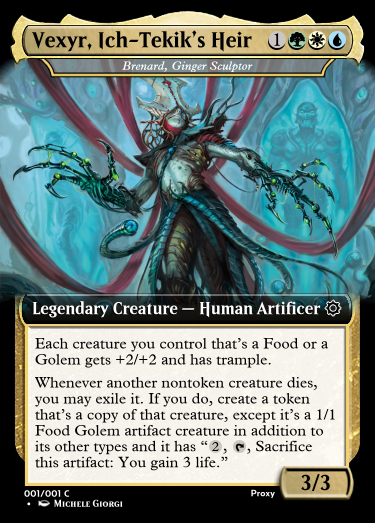 Vexyr, Ich-Tekik's Heir 1
Brenard, Ginger Sculptor
Legendary Creature — Human Artificer
Each creature you control that's a Food or a
Golem gets +2/+2 and has trample.
Whenever another nontoken creature dies,
you may exile it. If you do, create a token
that's a copy of that creature, except it's a 1/1
Food Golem artifact creature in addition to
its other types and it has “2, , Sacrifice
this artifact: You gain 3 life.”
3/3
001/001 C
Proxy
• Michele Giorgi